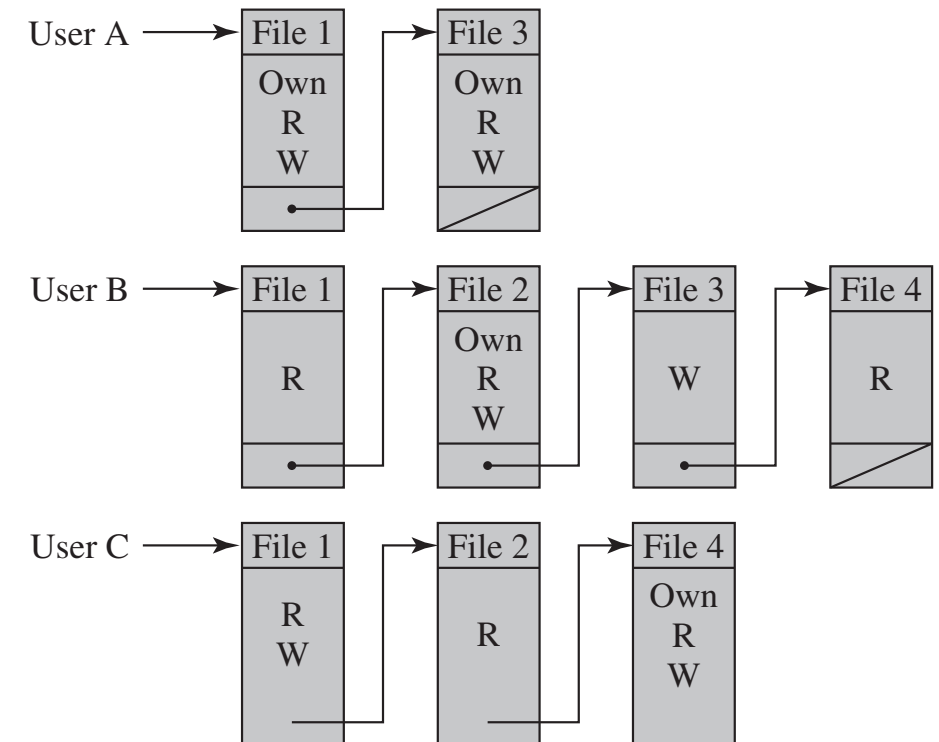 User A
File 1
Own
R
W
File 3
Own
R
W
User B
File 1
R
File 2
Own
R
W
File 3
W
File 4
R
User C
File 1
R
W
File 2
R
File 4
Own
R
W